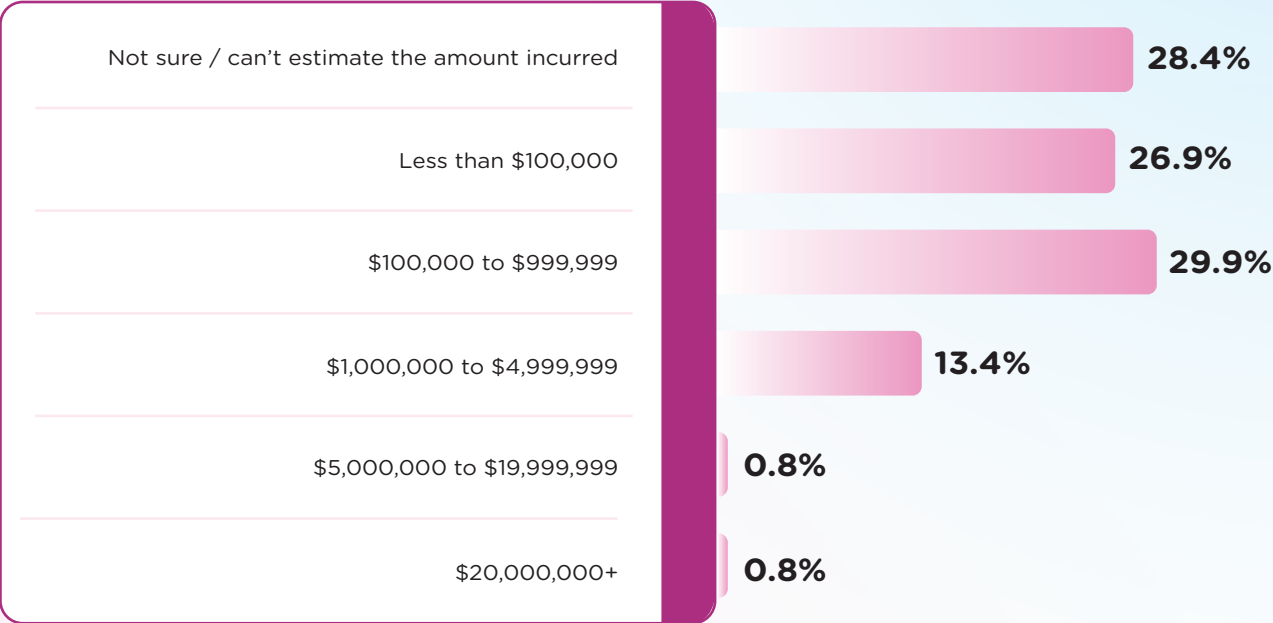 Not sure / can't estimate the amount incurred 28.4%
Less than $100,000 26.9%
$100,000 to $999,999 29.9%
$1,000,000 to $4,999,999 13.4%
$5,000,000 to $19,999,999 0.8%
$20,000,000+ 0.8%